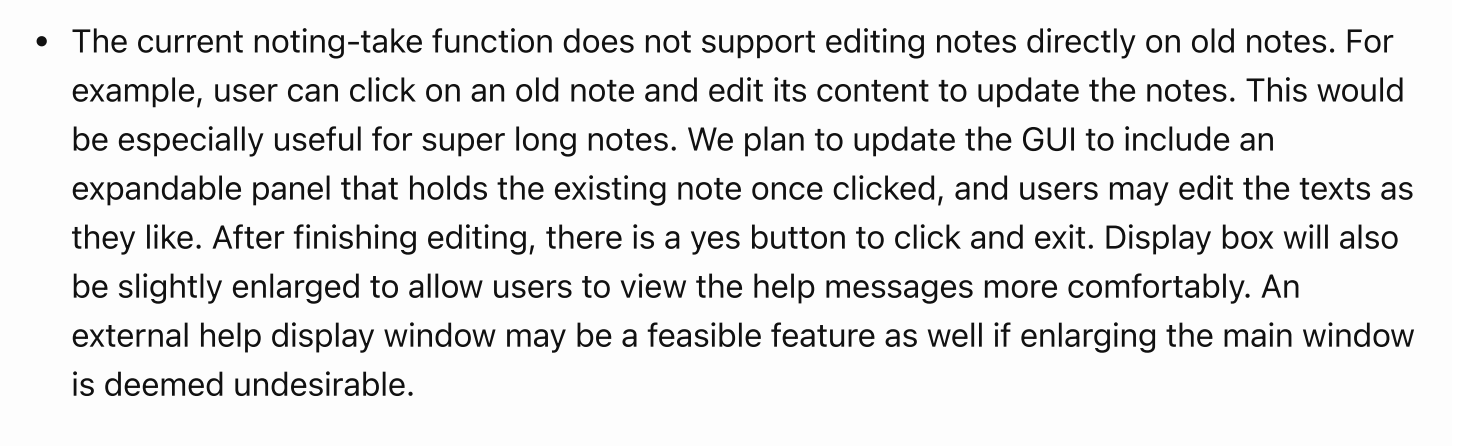 • The current noting-take function does not support editing notes directly on old notes. For
example, user can click on an old note and edit its content to update the notes. This would
be especially useful for super long notes. We plan to update the GUI to include an
expandable panel that holds the existing note once clicked, and users may edit the texts as
they like. After finishing editing, there is a yes button to click and exit. Display box will also
be slightly enlarged to allow users to view the help messages more comfortably. An
external help display window may be a feasible feature as well if enlarging the main window
is deemed undesirable.